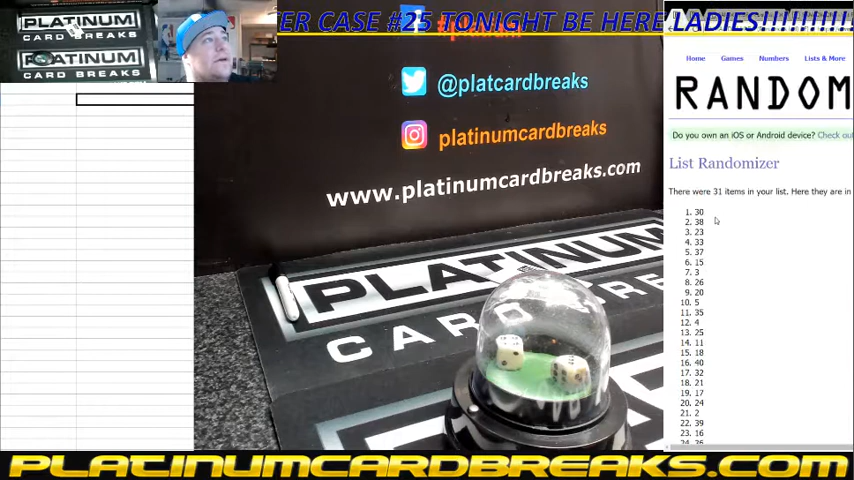 PLATINUM
CARD BREAKS
PLATINUM
CARD BREAKS
ER CASE #25 TONIGHT BE HERE LADIES!!!!!!!!!!
@platcardbreaks
platinumcardbreaks
www.platinumcardbreaks.com
PLATINUM
Home Games Numbers Lists & More
RANDOM
Do you own an iOS or Android device? Check out
List Randomizer
There were 31 items in your list. Here they are in
1. 30
2. 38
3. 23
4. 33
5. 37
6. 15
7. 3
8. 26
9. 20
10. 5
11. 35
12. 4
13. 25
14. 11
15. 18
16. 40
17. 32
18. 21
19. 17
20. 24
21. 2
22. 39
23. 16
24. 36
PLATINUMCARDBREAKS.COM